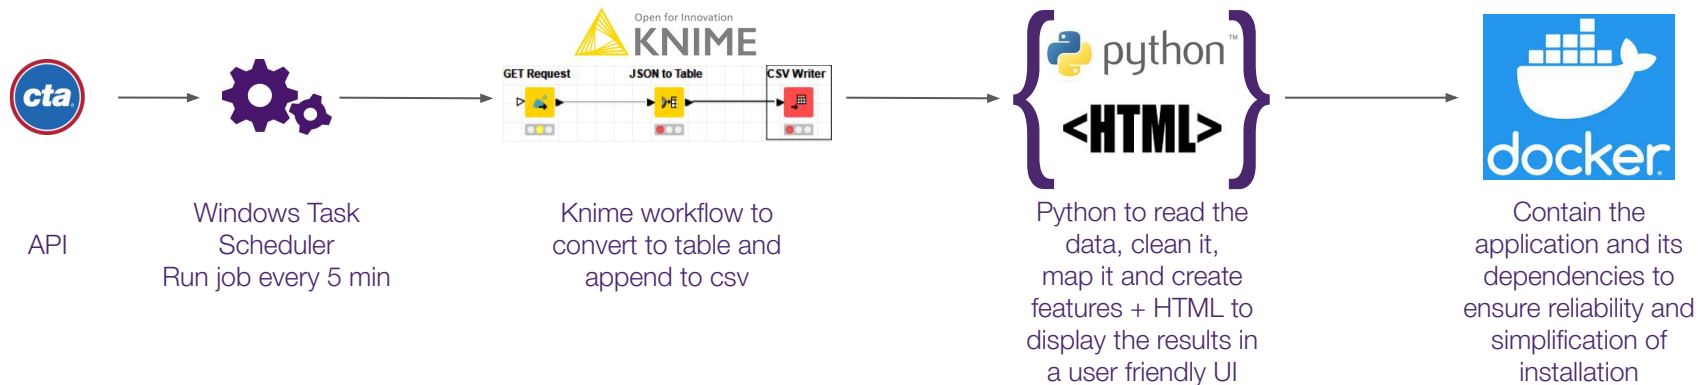 cta
API
Windows Task
Scheduler
Run job every 5 min
Open for Innovation
KNIME
GET Request
JSON to Table
CSV Writer
Knime workflow to
convert to table and
append to csv
python™
<HTML>
Python to read the
data, clean it,
map it and create
features + HTML to
display the results in
a user friendly UI
docker
Contain the
application and its
dependencies to
ensure reliability and
simplification of
installation